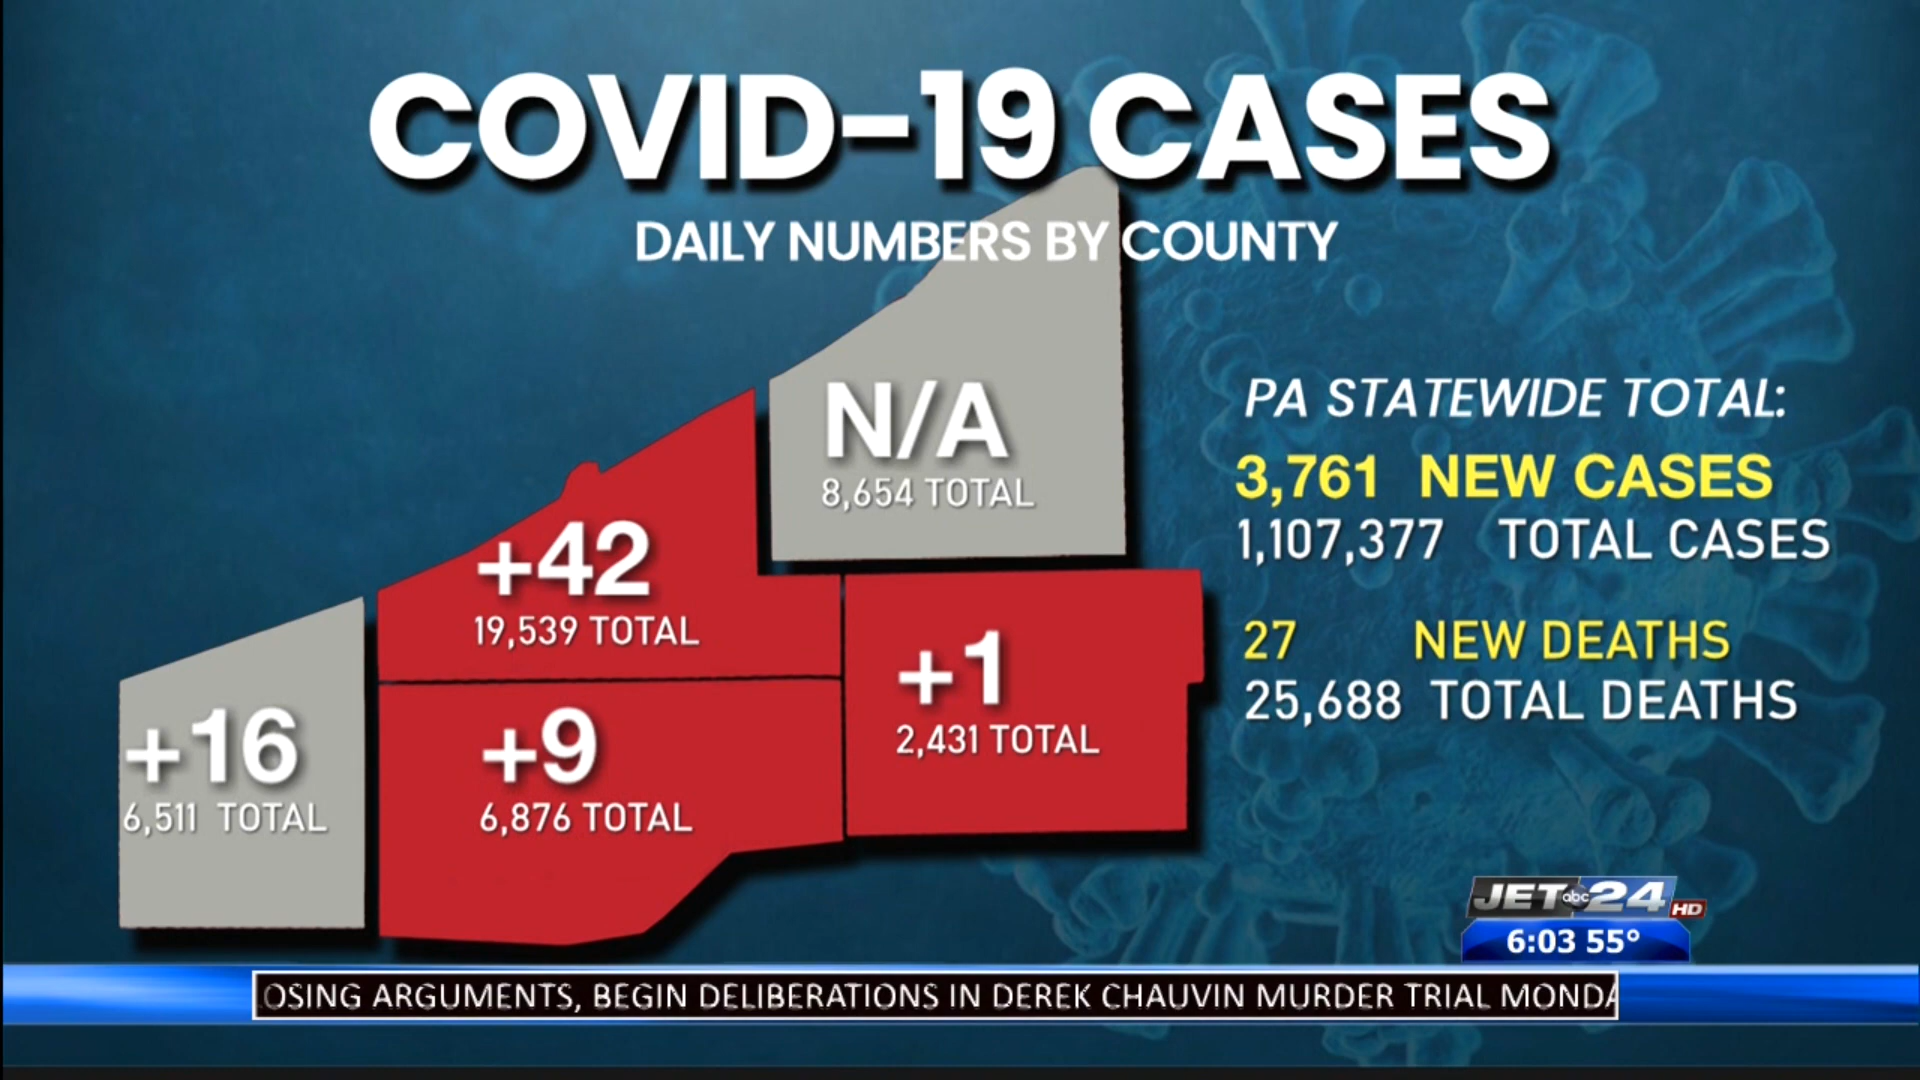 COVID-19 CASES
DAILY NUMBERS BY COUNTY
N/A
8,654 TOTAL
+42
19,539 TOTAL
+1
2,431 TOTAL
+16
6,511 TOTAL
+9
6,876 TOTAL
PA STATEWIDE TOTAL:
3,761 NEW CASES
1,107,377 TOTAL CASES
27 NEW DEATHS
25,688 TOTAL DEATHS
JET abc 24 HD
6:03 55°
OSING ARGUMENTS, BEGIN DELIBERATIONS IN DEREK CHAUVIN MURDER TRIAL MONDA